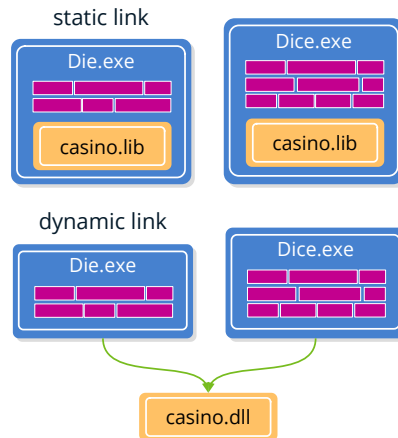 static link
Die.exe
casino.lib
Dice.exe
casino.lib
dynamic link
Die.exe
Dice.exe
casino.dll